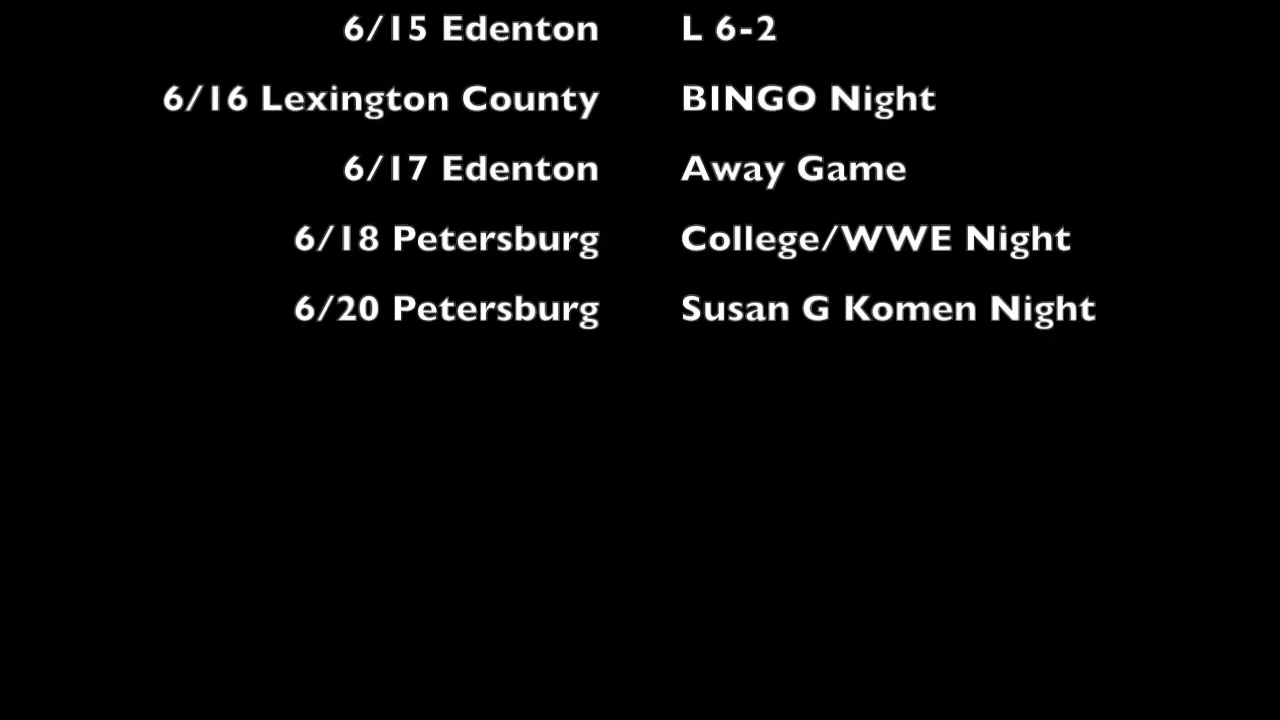 6/15 Edenton L 6-2
6/16 Lexington County BINGO Night
6/17 Edenton Away Game
6/18 Petersburg College/WWE Night
6/20 Petersburg Susan G Komen Night